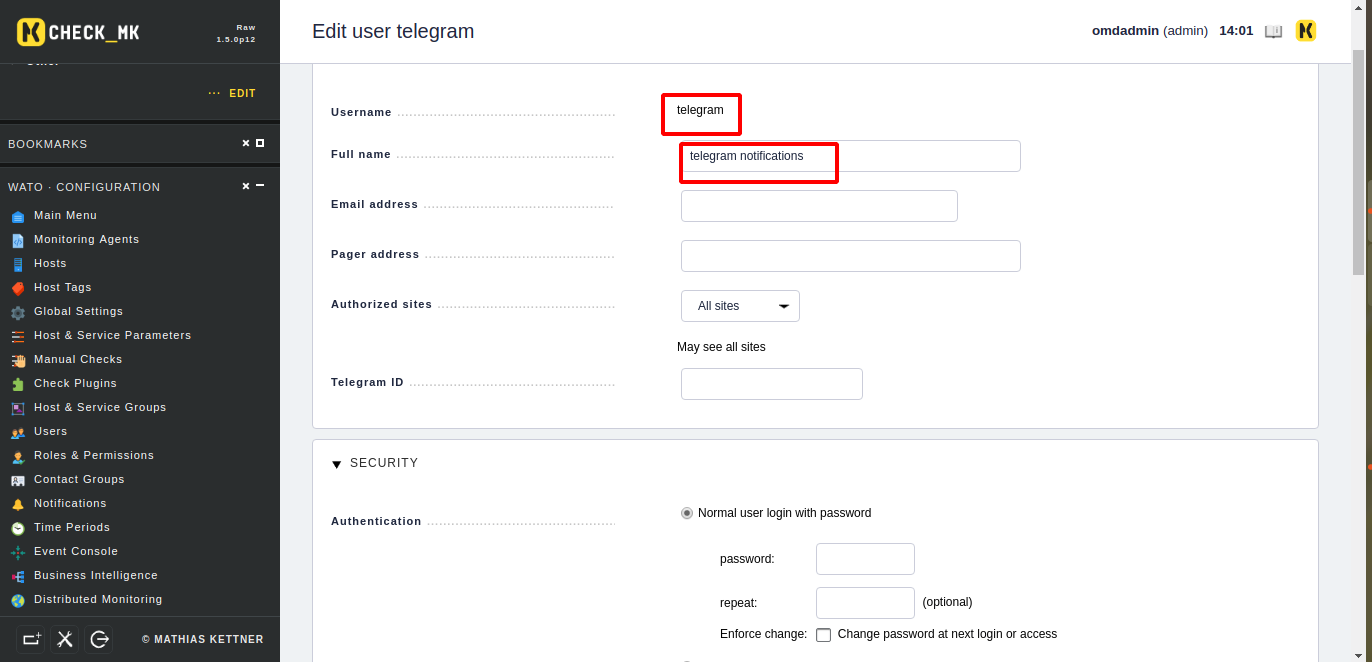 CHECK_MK
Raw
1.5.0p12
Edit user telegram
omdadmin (admin) 14:01
EDIT
BOOKMARKS
WATO · CONFIGURATION
Main Menu
Monitoring Agents
Hosts
Host Tags
Global Settings
Host & Service Parameters
Manual Checks
Check Plugins
Host & Service Groups
Users
Roles & Permissions
Contact Groups
Notifications
Time Periods
Event Console
Business Intelligence
Distributed Monitoring
© MATHIAS KETTNER
Username telegram
Full name telegram notifications
Email address
Pager address
Authorized sites All sites
May see all sites
Telegram ID
SECURITY
Authentication Normal user login with password
password:
repeat: (optional)
Enforce change: Change password at next login or access